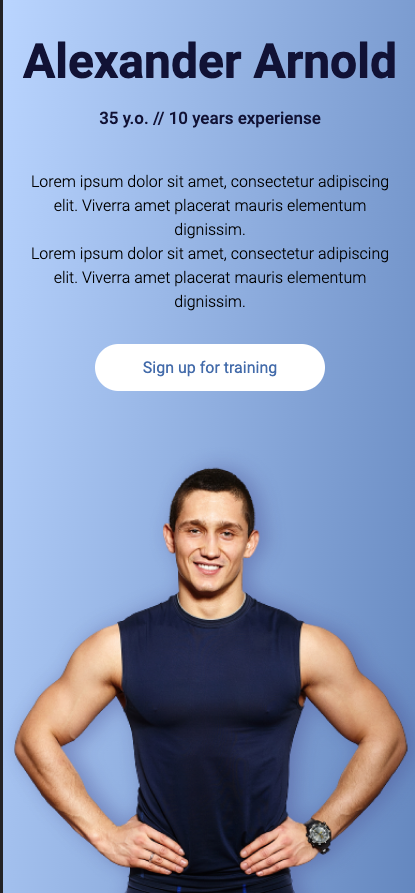 Alexander Arnold
35 y.o. // 10 years experiense
Lorem ipsum dolor sit amet, consectetur adipiscing
elit. Viverra amet placerat mauris elementum
dignissim.
Lorem ipsum dolor sit amet, consectetur adipiscing
elit. Viverra amet placerat mauris elementum
dignissim.
Sign up for training